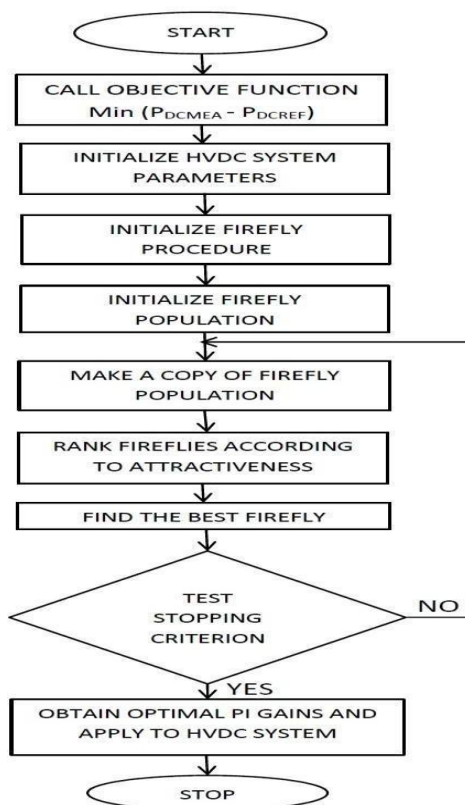 START
CALL OBJECTIVE FUNCTION
Min (PDCMEA - PDCREF)
INITIALIZE HVDC SYSTEM
PARAMETERS
INITIALIZE FIREFLY
PROCEDURE
INITIALIZE FIREFLY
POPULATION
MAKE A COPY OF FIREFLY
POPULATION
RANK FIREFLIES ACCORDING
TO ATTRACTIVENESS
FIND THE BEST FIREFLY
TEST
STOPPING
CRITERION
NO
YES
OBTAIN OPTIMAL PI GAINS AND
APPLY TO HVDC SYSTEM
STOP